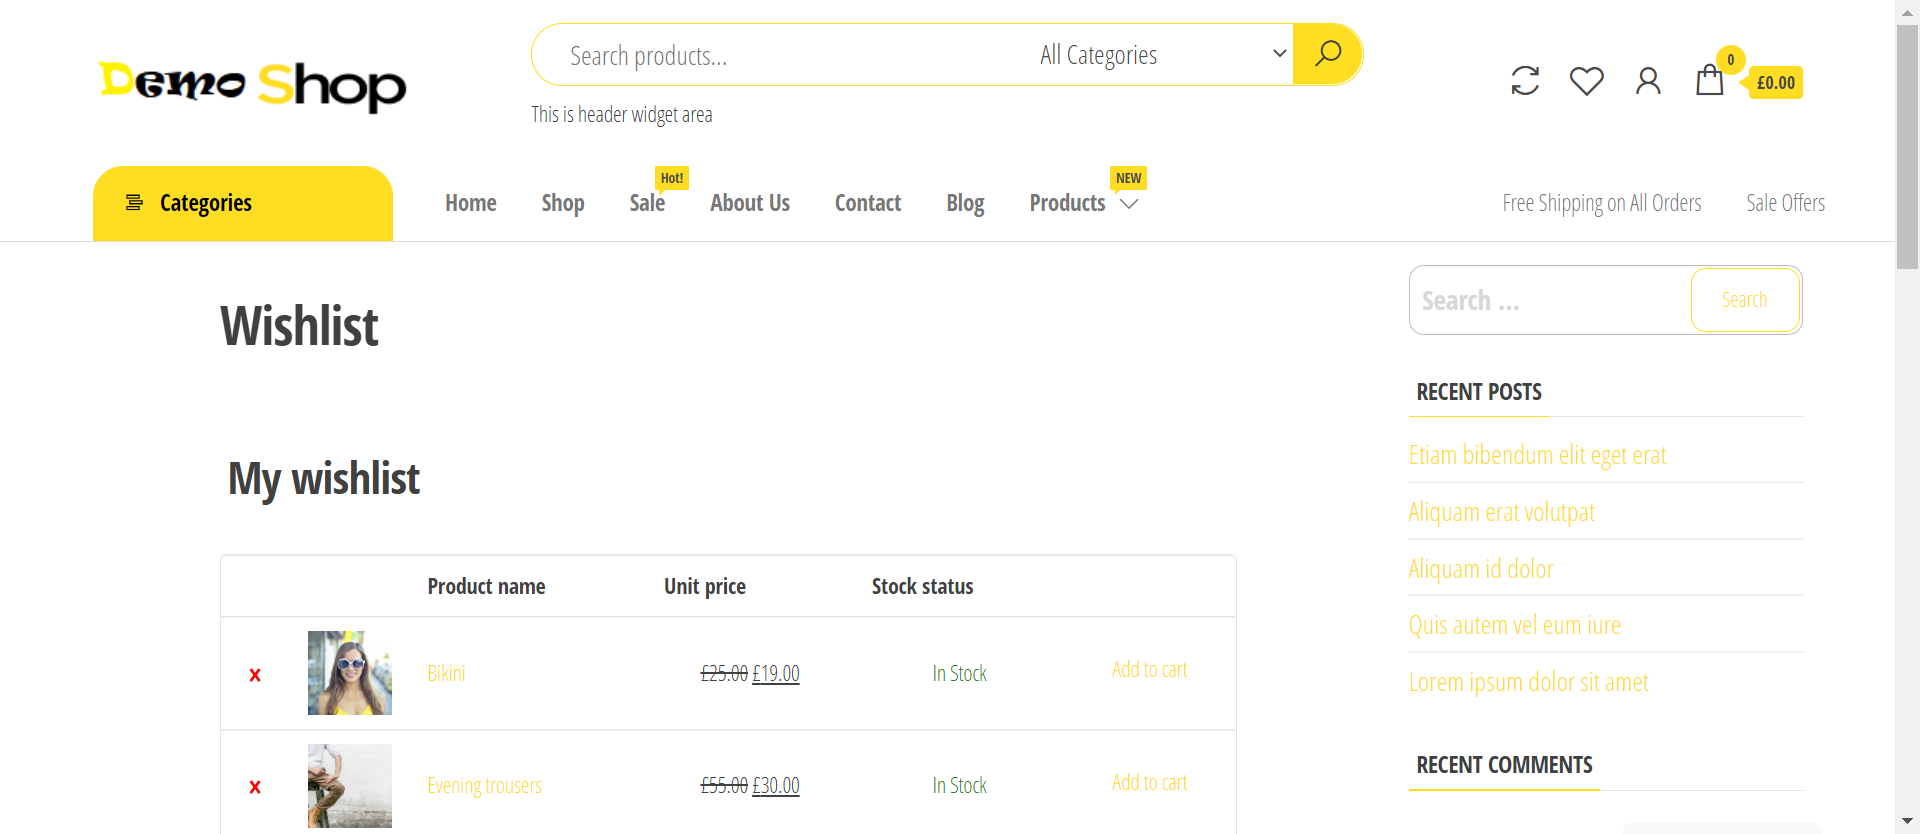 Demo Shop
Search products...
All Categories
This is header widget area
0
£0.00
Categories
Home
Shop
Sale
Hot!
About Us
Contact
Blog
Products
NEW
Free Shipping on All Orders
Sale Offers
Wishlist
My wishlist
Product name Unit price Stock status
x Bikini £25.00 £19.00 In Stock Add to cart
x Evening trousers £55.00 £30.00 In Stock Add to cart
Search ...
Search
RECENT POSTS
Etiam bibendum elit eget erat
Aliquam erat volutpat
Aliquam id dolor
Quis autem vel eum iure
Lorem ipsum dolor sit amet
RECENT COMMENTS